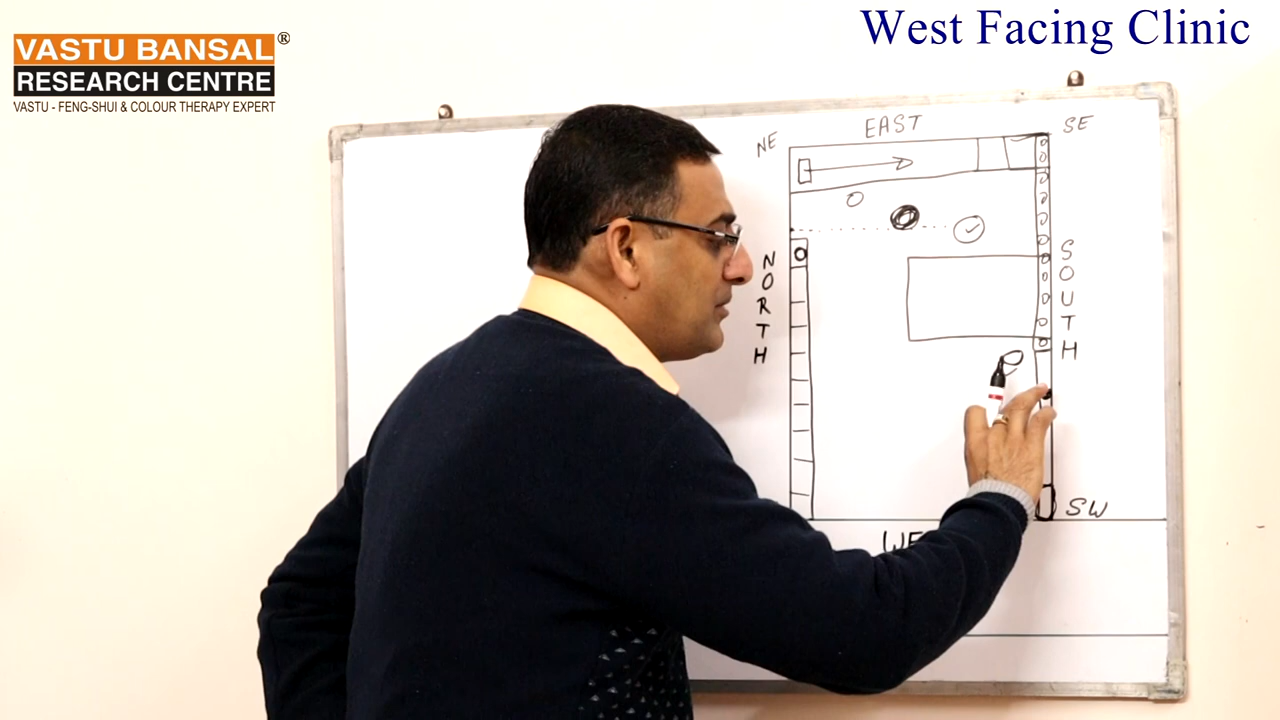 West Facing Clinic
VASTU BANSAL®
RESEARCH CENTRE
VASTU - FENG-SHUI & COLOUR THERAPY EXPERT
NE
EAST
SE
NORTH
SOUTH
SW